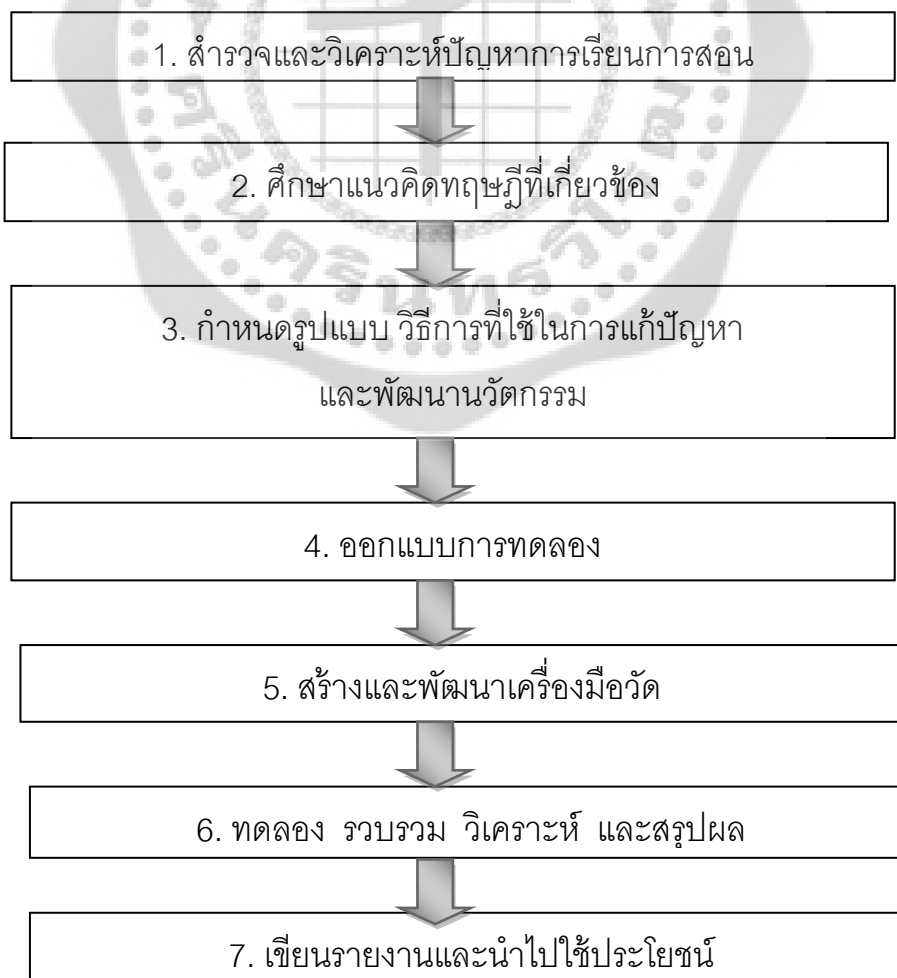 1. สำรวจและวิเคราะห์ปัญหาการเรียนการสอน
2. ศึกษาแนวคิดทฤษฎีที่เกี่ยวข้อง
3. กำหนดรูปแบบ วิธีการที่ใช้ในการแก้ปัญหา
และพัฒนานวัตกรรม
4. ออกแบบการทดลอง
5. สร้างและพัฒนาเครื่องมือวัด
6. ทดลอง รวบรวม วิเคราะห์ และสรุปผล
7. เขียนรายงานและนำไปใช้ประโยชน์